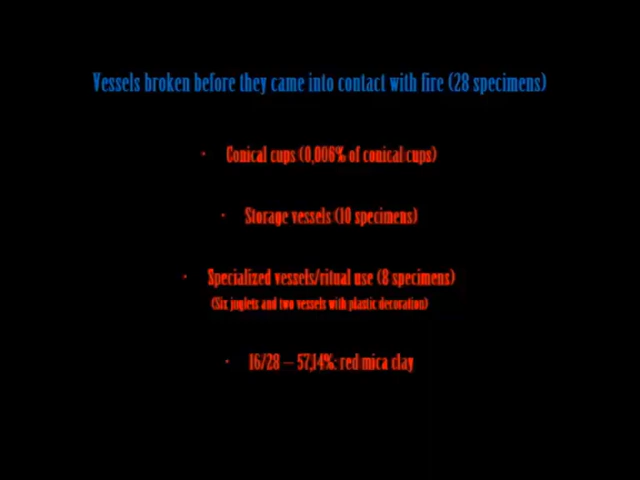 Vessels broken before they came into contact with fire (28 specimens)
• Conical cups (0,006% of conical cups)
• Storage vessels (10 specimens)
• Specialized vessels/ritual use (8 specimens)
(Six juglets and two vessels with plastic decoration)
• 16/28 – 57,14%: red mica clay